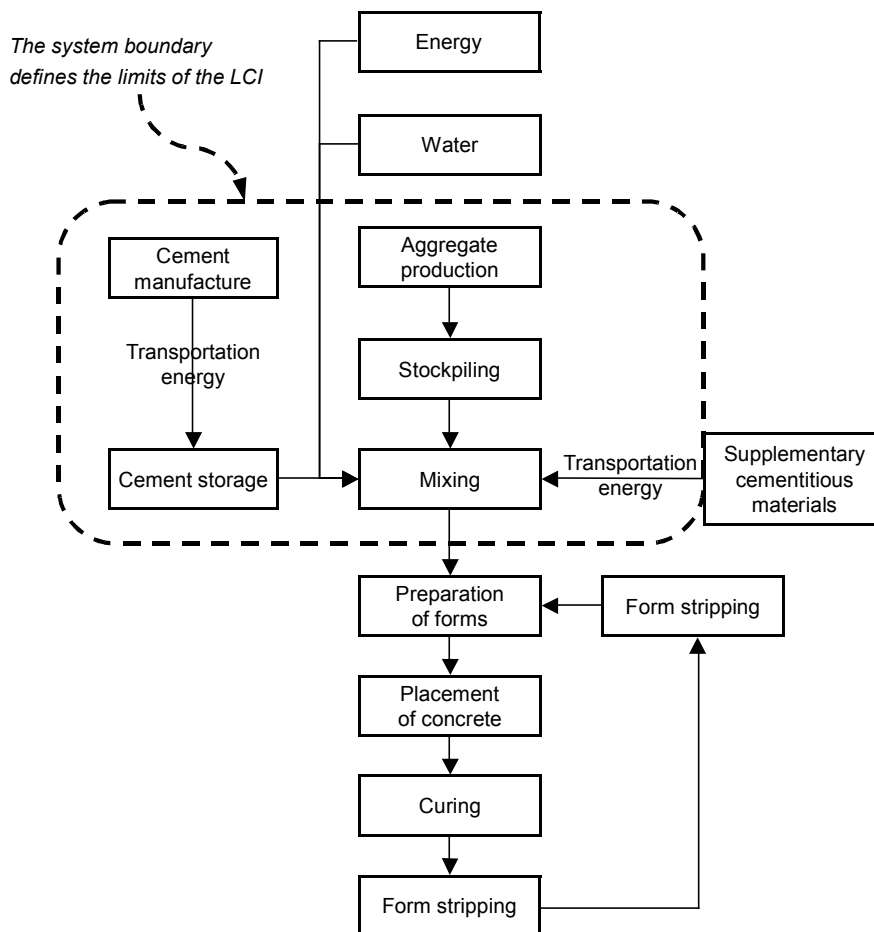 The system boundary
defines the limits of the LCI
Energy
Water
Cement
manufacture
Aggregate
production
Transportation
energy
Stockpiling
Cement storage
Mixing
Transportation
energy
Supplementary
cementitious
materials
Preparation
of forms
Form stripping
Placement
of concrete
Curing
Form stripping